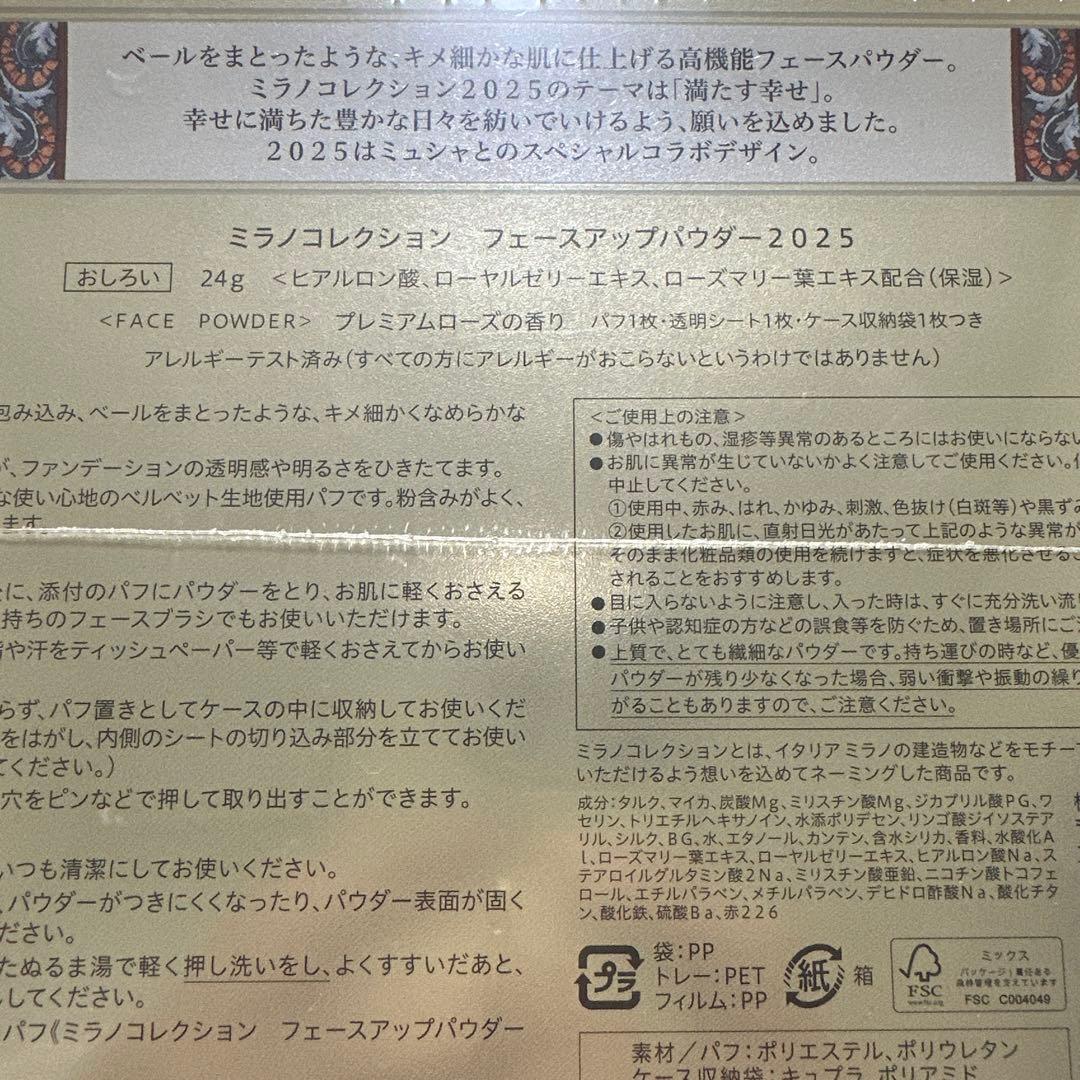 ベールをまとったような、キメ細かな肌に仕上げる高機能フェースパウダー。
ミラノコレクション2025のテーマは「満たす幸せ」。
幸せに満ちた豊かな日々を紡いでいけるよう、願いを込めました。
2025はミュシャとのスペシャルコラボデザイン。
ミラノコレクション フェースアップパウダー2025
おしろい 24g <ヒアルロン酸、ローヤルゼリーエキス、ローズマリー葉エキス配合(保湿)>
<FACE POWDER> プレミアムローズの香り パフ1枚・透明シート1枚・ケース収納袋1枚つき
アレルギーテスト済み(すべての方にアレルギーがおこらないというわけではありません)
包み込み、ベールをまとったような、キメ細かくなめらかな
が、ファンデーションの透明感や明るさをひきたてます。
な使い心地のベルベット生地使用パフです。粉含みがよく、
ます。
に、添付のパフにパウダーをとり、お肌に軽くおさえる
持ちのフェースブラシでもお使いいただけます。
や汗をティッシュペーパー等で軽くおさえてからお使い
らず、パフ置きとしてケースの中に収納してお使いくだ
をはがし、内側のシートの切り込み部分を立ててお使い
てください。)
穴をピンなどで押して取り出すことができます。
いつも清潔にしてお使いください。
、パウダーがつきにくくなったり、パウダー表面が固く
ださい。
たぬるま湯で軽く押し洗いをし、よくすすいだあと、
してください。
パフ《ミラノコレクション フェースアップパウダー
<ご使用上の注意>
●傷やはれもの、湿疹等異常のあるところにはお使いにならない
●お肌に異常が生じていないかよく注意してご使用ください。
中止してください。
①使用中、赤み、はれ、かゆみ、刺激、色抜け(白斑等)や黒ずみ
②使用したお肌に、直射日光があたって上記のような異常が
そのまま化粧品類の使用を続けますと、症状を悪化させるこ
されることをおすすめします。
●目に入らないように注意し、入った時は、すぐに充分洗い流
●子供や認知症の方などの誤食等を防ぐため、置き場所にご
●上質で、とても繊細なパウダーです。持ち運びの時など、優
パウダーが残り少なくなった場合、弱い衝撃や振動の繰り
がることもありますので、ご注意ください。
ミラノコレクションとは、イタリア ミラノの建造物などをモチー
いただけるよう想いを込めてネーミングした商品です。
成分:タルク、マイカ、炭酸Mg、ミリスチン酸Mg、ジカプリル酸PG、ワ
セリン、トリエチルヘキサノイン、水添ポリデセン、リンゴ酸ジイソステア
リル、シルク、BG、水、エタノール、カンテン、含水シリカ、香料、水酸化A
l、ローズマリー葉エキス、ローヤルゼリーエキス、ヒアルロン酸Na、ス
テアロイルグルタミン酸2Na、ミリスチン酸亜鉛、ニコチン酸トコフェ
ロール、エチルパラベン、メチルパラベン、デヒドロ酢酸Na、酸化チタ
ン、酸化鉄、硫酸Ba、赤226
プラ 袋:PP
トレー:PET
フィルム:PP
紙 箱
FSC
www.fsc.org
ミックス
パッケージ|責任ある
森林管理を支えています
FSC C004049
素材/パフ:ポリエステル、ポリウレタン
ケース収納袋:キュプラ、ポリアミド